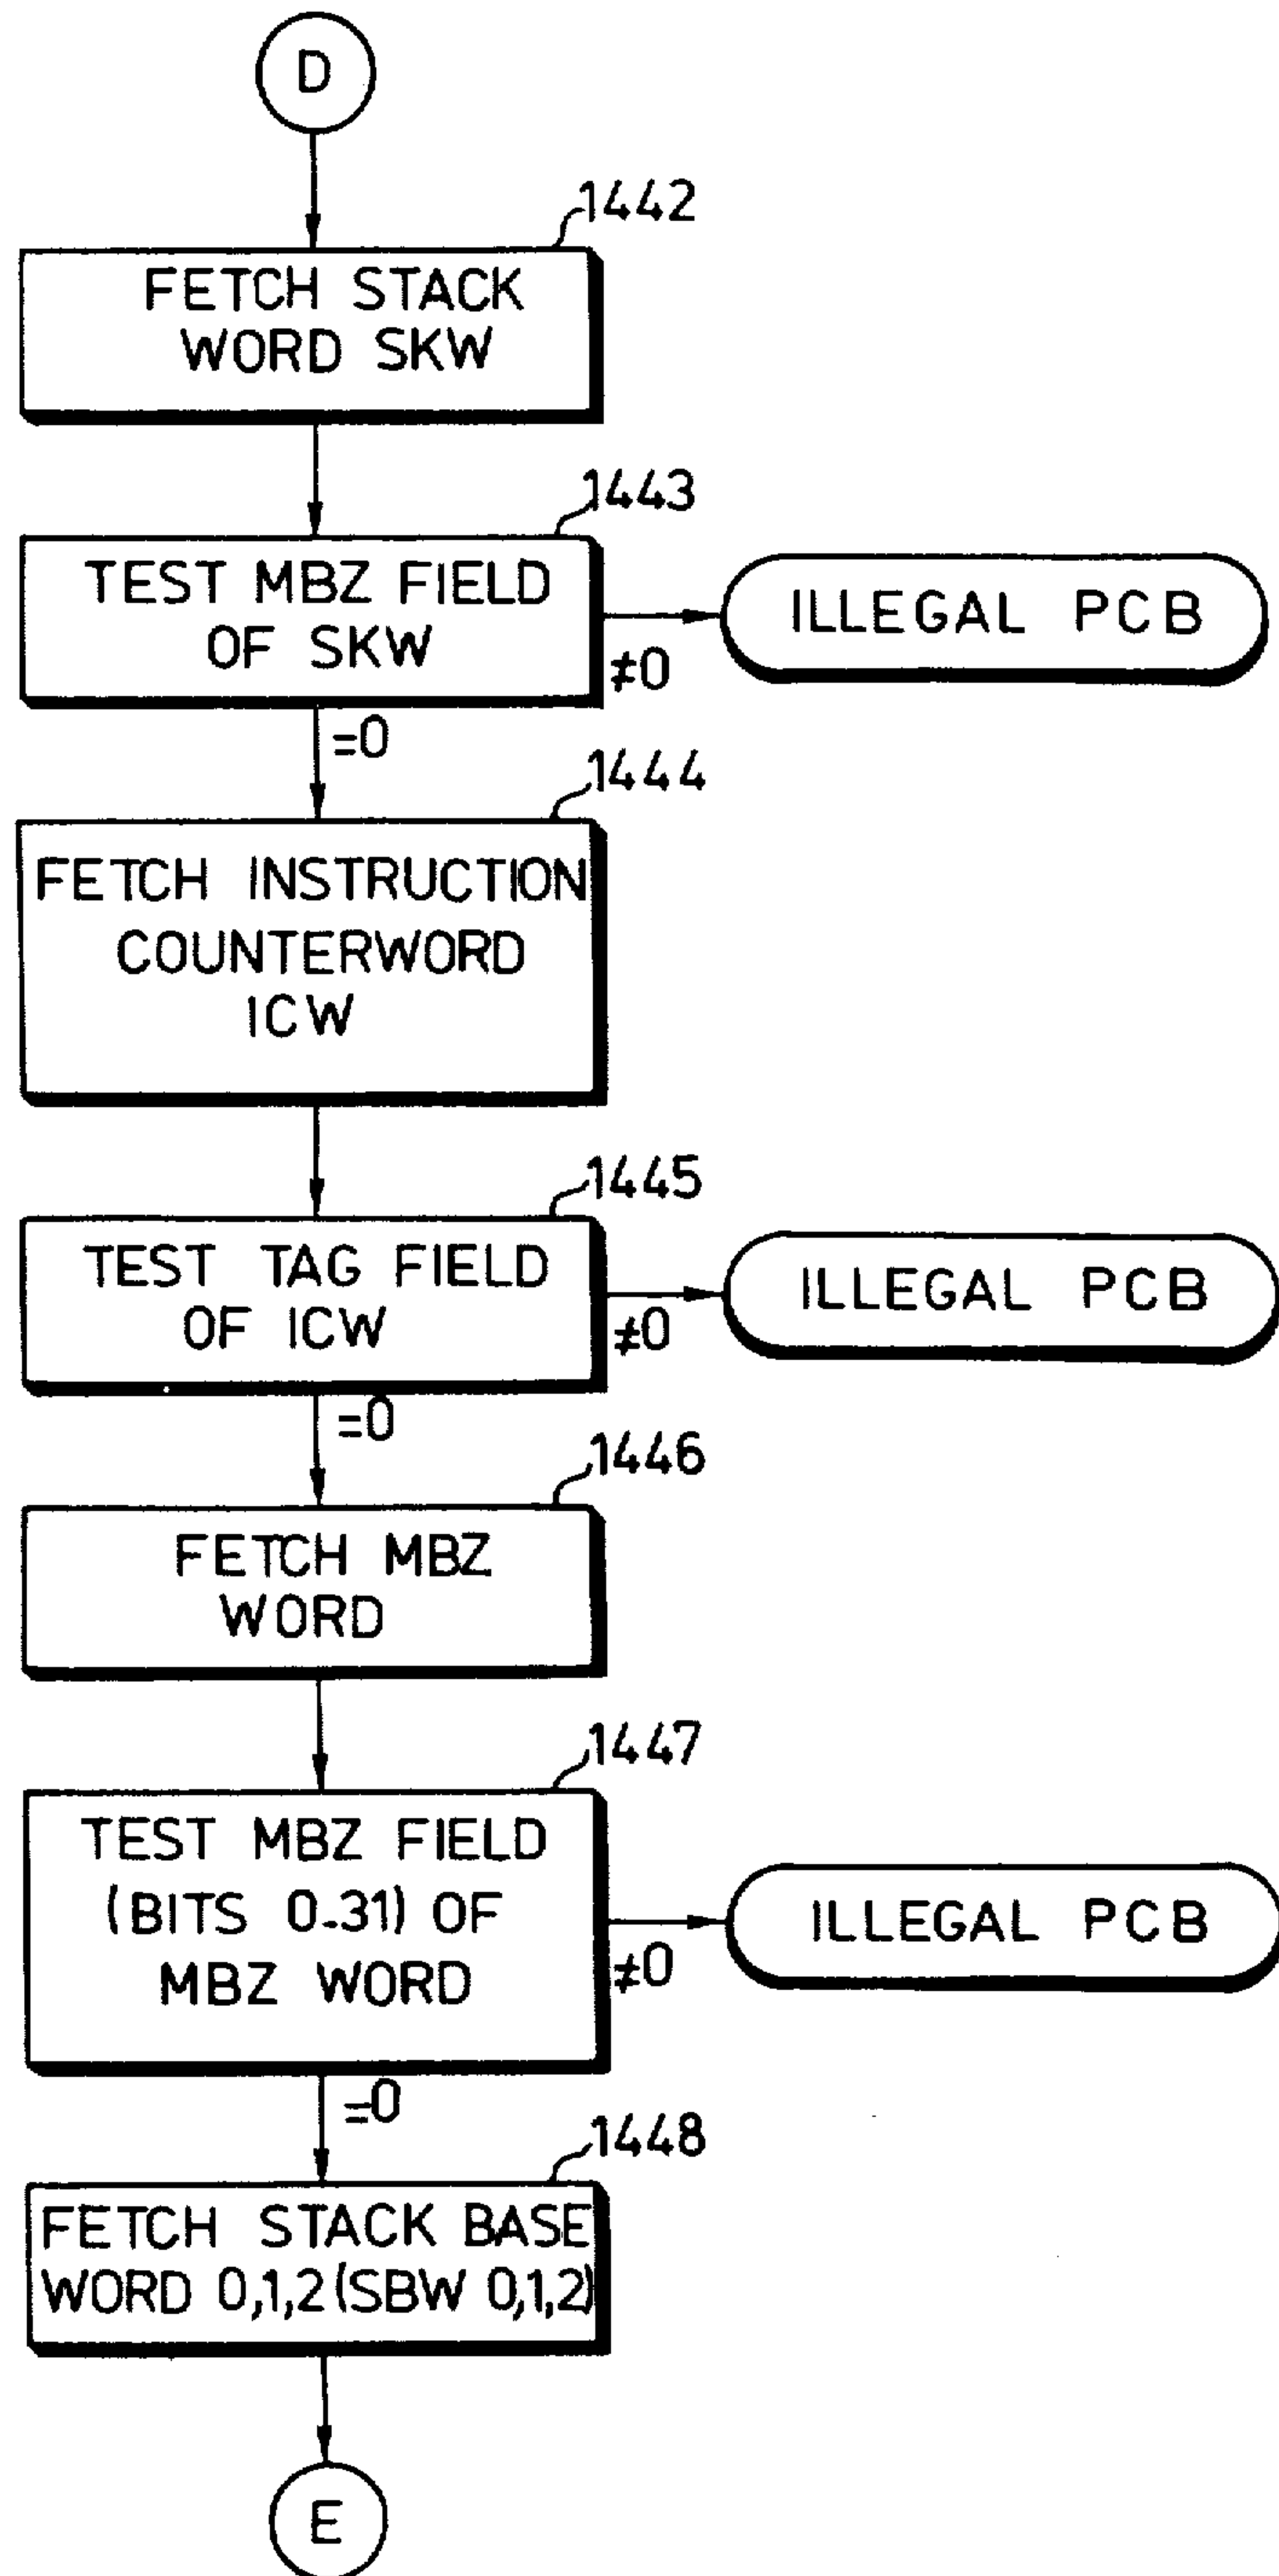 D
1442
FETCH STACK
WORD SKW
1443
TEST MBZ FIELD
OF SKW
≠0
ILLEGAL PCB
=0
1444
FETCH INSTRUCTION
COUNTERWORD
ICW
1445
TEST TAG FIELD
OF ICW
≠0
ILLEGAL PCB
=0
1446
FETCH MBZ
WORD
1447
TEST MBZ FIELD
(BITS 0-31) OF
MBZ WORD
≠0
ILLEGAL PCB
=0
1448
FETCH STACK BASE
WORD 0,1,2 (SBW 0,1,2)
E